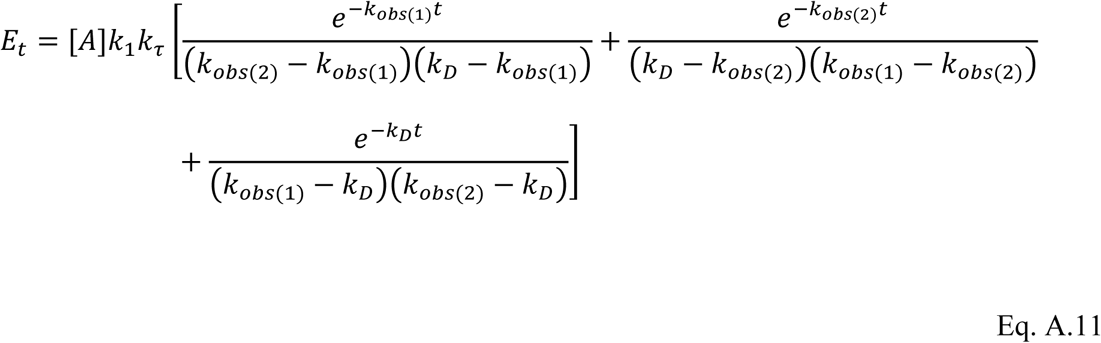 E_t = [A]k_1k_τ [ e^{-k_{obs(1)}t} / ((k_{obs(2)} − k_{obs(1)})(k_D − k_{obs(1)})) + e^{-k_{obs(2)}t} / ((k_D − k_{obs(2)})(k_{obs(1)} − k_{obs(2)}))
+ e^{-k_Dt} / ((k_{obs(1)} − k_D)(k_{obs(2)} − k_D)) ]
Eq. A.11